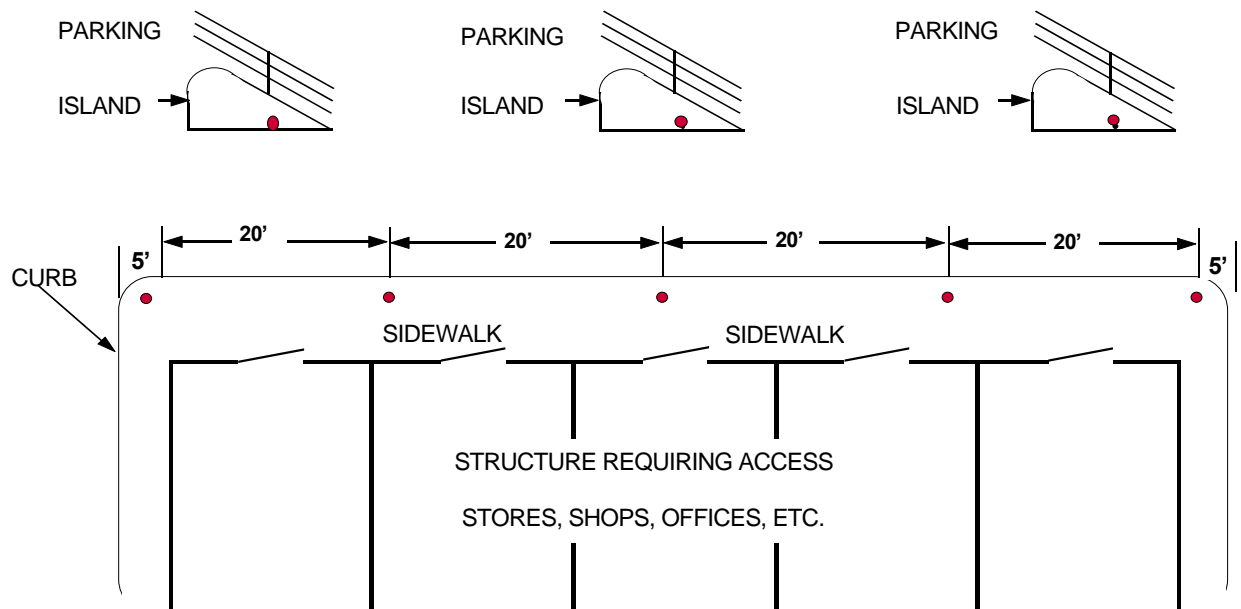 PARKING
PARKING
PARKING
ISLAND
ISLAND
ISLAND
20'
20'
20'
20'
5'
5'
CURB
SIDEWALK
SIDEWALK
STRUCTURE REQUIRING ACCESS
STORES, SHOPS, OFFICES, ETC.